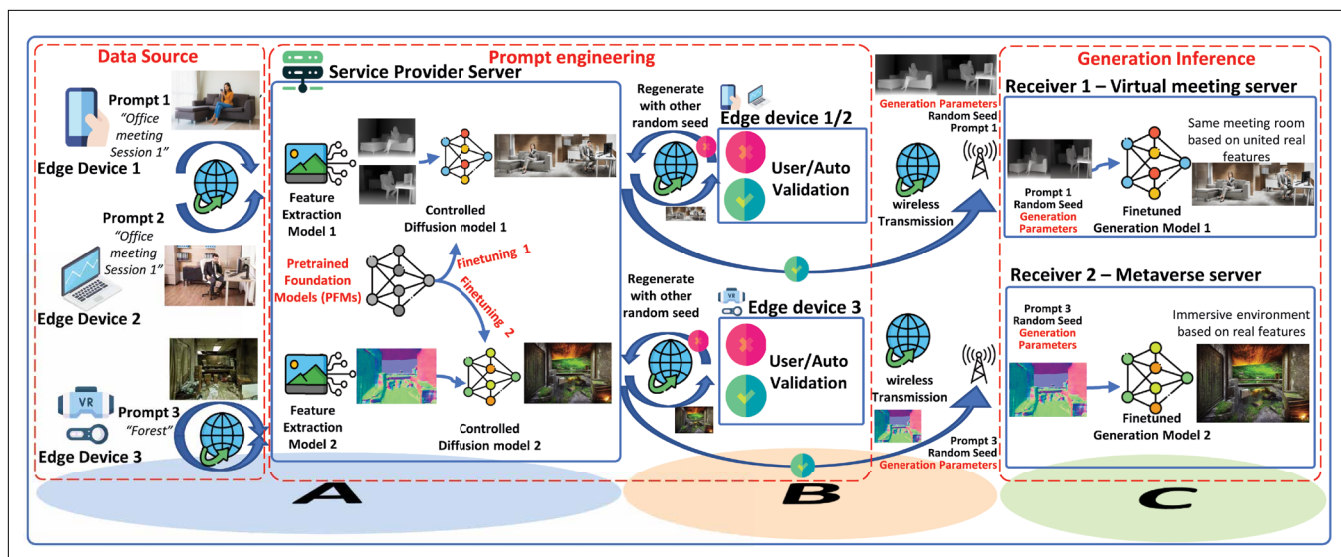 Data Source
Prompt 1
“Office
meeting
Session 1”
Edge Device 1
Prompt 2
“Office
meeting
Session 1”
Edge Device 2
VR
Prompt 3
“Forest”
Edge Device 3
Prompt engineering
Service Provider Server
Feature
Extraction
Model 1
Controlled
Diffusion model 1
Pretrained
Foundation
Models (PFMs)
Finetuning 1
Finetuning 2
Feature
Extraction
Model 2
Controlled
Diffusion model 2
Regenerate
with other
random seed
Edge device 1/2
User/Auto
Validation
Regenerate
with other
random seed
VR
Edge device 3
User/Auto
Validation
Generation Parameters
Random Seed
Prompt 1
wireless
Transmission
wireless
Transmission
Prompt 3
Random Seed
Generation Parameters
Generation Inference
Receiver 1 – Virtual meeting server
Same meeting room
based on united real
features
Prompt 1
Random Seed
Generation
Parameters
Finetuned
Generation Model 1
Receiver 2 – Metaverse server
Prompt 3
Random Seed
Generation
Parameters
Immersive environment
based on real features
Finetuned
Generation Model 2
A
B
C